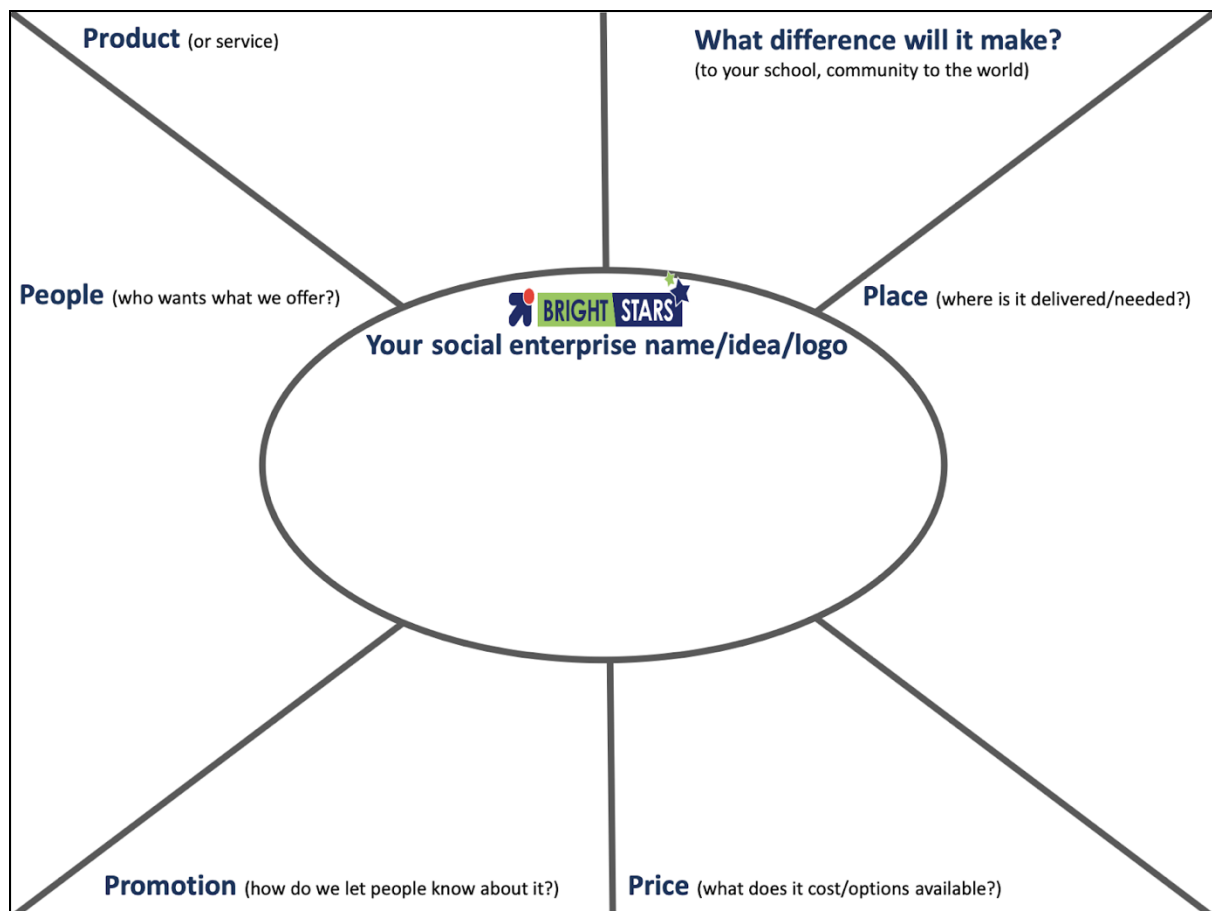 Product (or service)
What difference will it make?
(to your school, community to the world)
People (who wants what we offer?)
Place (where is it delivered/needed?)
BRIGHT STARS
Your social enterprise name/idea/logo
Promotion (how do we let people know about it?)
Price (what does it cost/options available?)